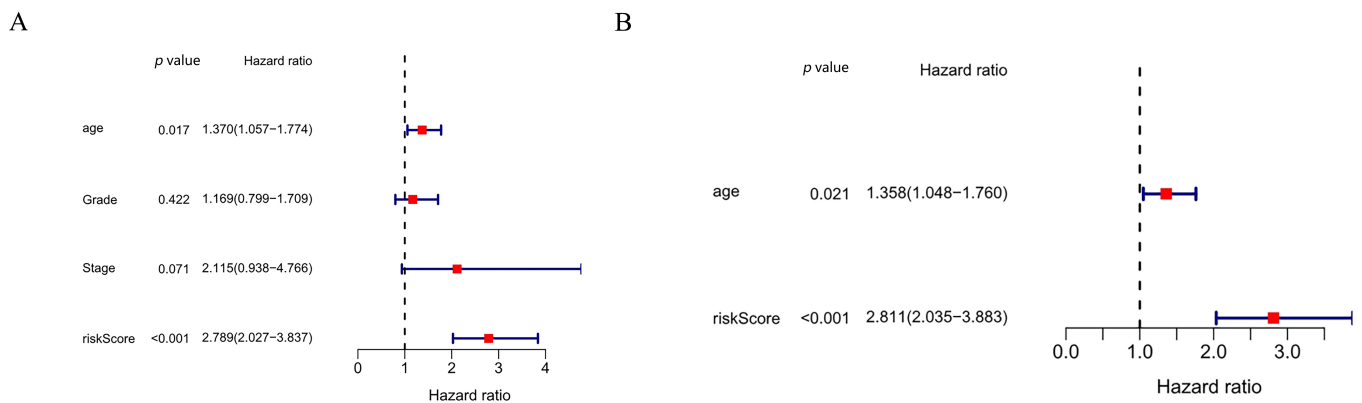 A
p value Hazard ratio
age 0.017 1.370(1.057−1.774)
Grade 0.422 1.169(0.799−1.709)
Stage 0.071 2.115(0.938−4.766)
riskScore <0.001 2.789(2.027−3.837)
0 1 2 3 4
Hazard ratio
B
p value Hazard ratio
age 0.021 1.358(1.048−1.760)
riskScore <0.001 2.811(2.035−3.883)
0.0 1.0 2.0 3.0
Hazard ratio